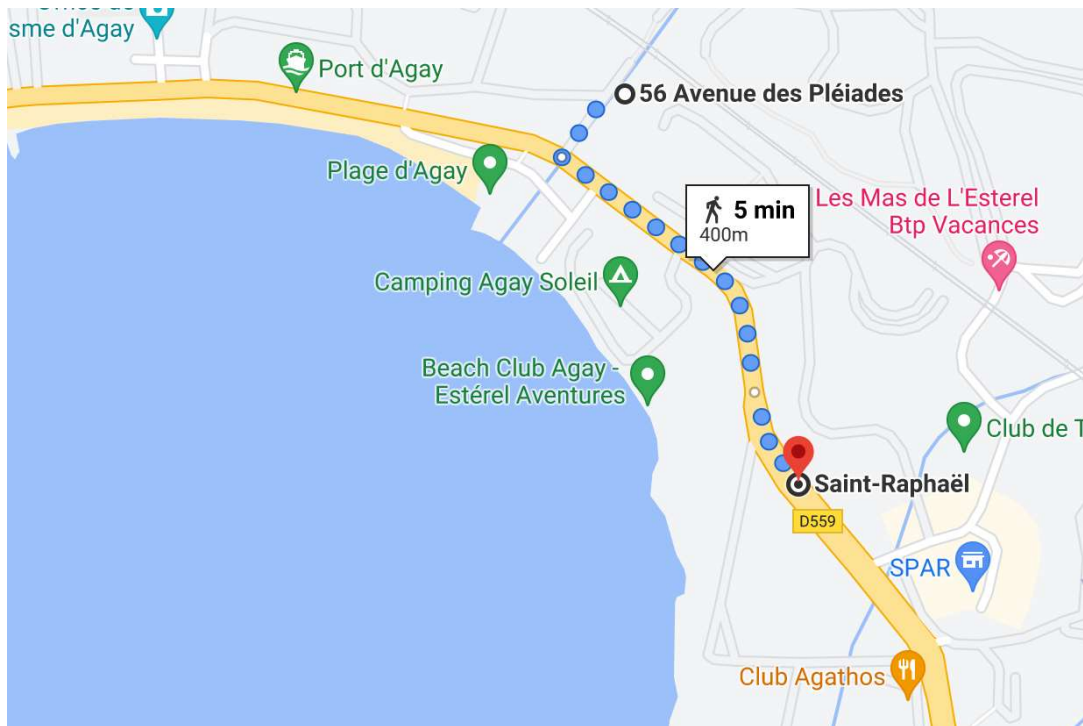 sme d'Agay
Port d'Agay
56 Avenue des Pléiades
Plage d'Agay
5 min
400m
Les Mas de L'Esterel
Btp Vacances
Camping Agay Soleil
Beach Club Agay -
Estérel Aventures
Club de T
Saint-Raphaël
D559
SPAR
Club Agathos